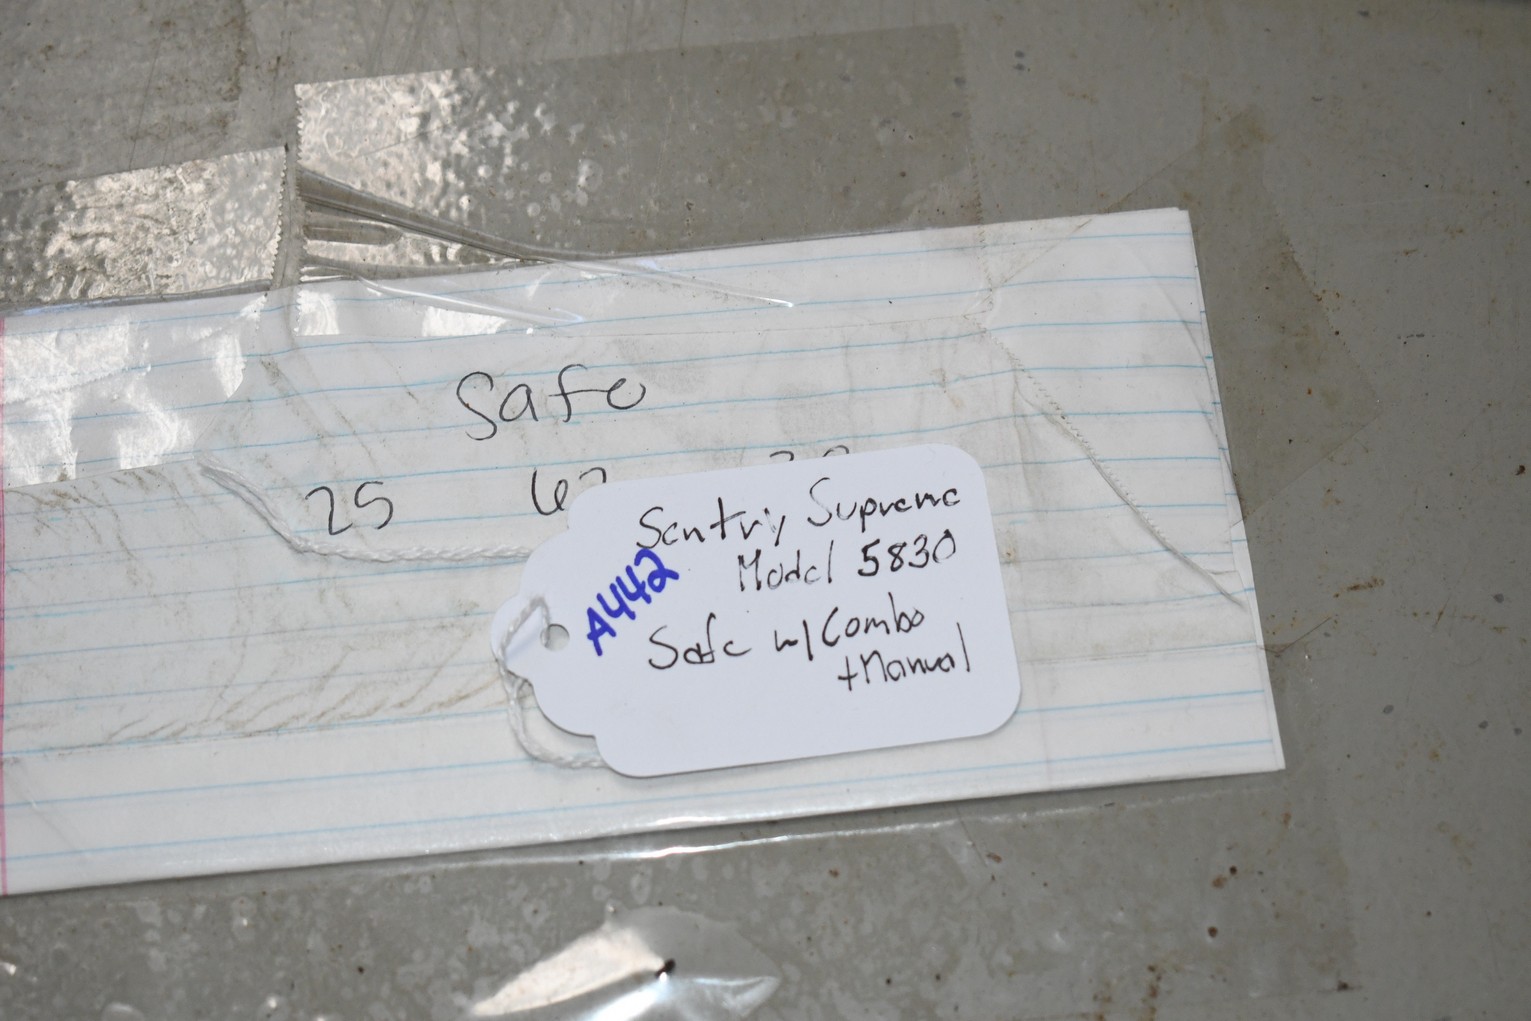 Safe
25
Sentry Supreme
Model 5830
A442
Safe w/ Combo
+Manual